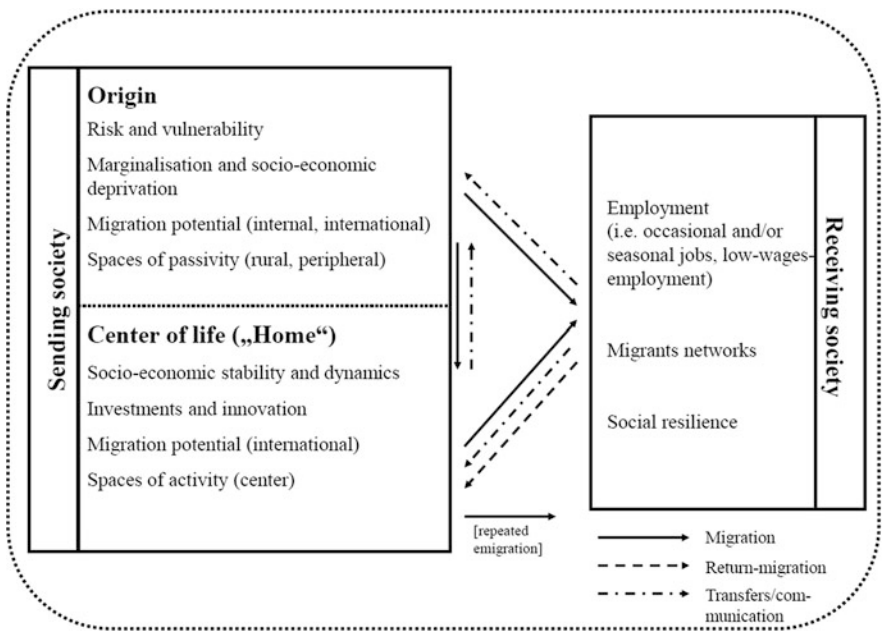 Sending society
Origin
Risk and vulnerability
Marginalisation and socio-economic
deprivation
Migration potential (internal, international)
Spaces of passivity (rural, peripheral)
Center of life („Home“)
Socio-economic stability and dynamics
Investments and innovation
Migration potential (international)
Spaces of activity (center)
[repeated
emigration]
Employment
(i.e. occasional and/or
seasonal jobs, low-wages-
employment)
Migrants networks
Social resilience
Receiving society
Migration
Return-migration
Transfers/com-
munication